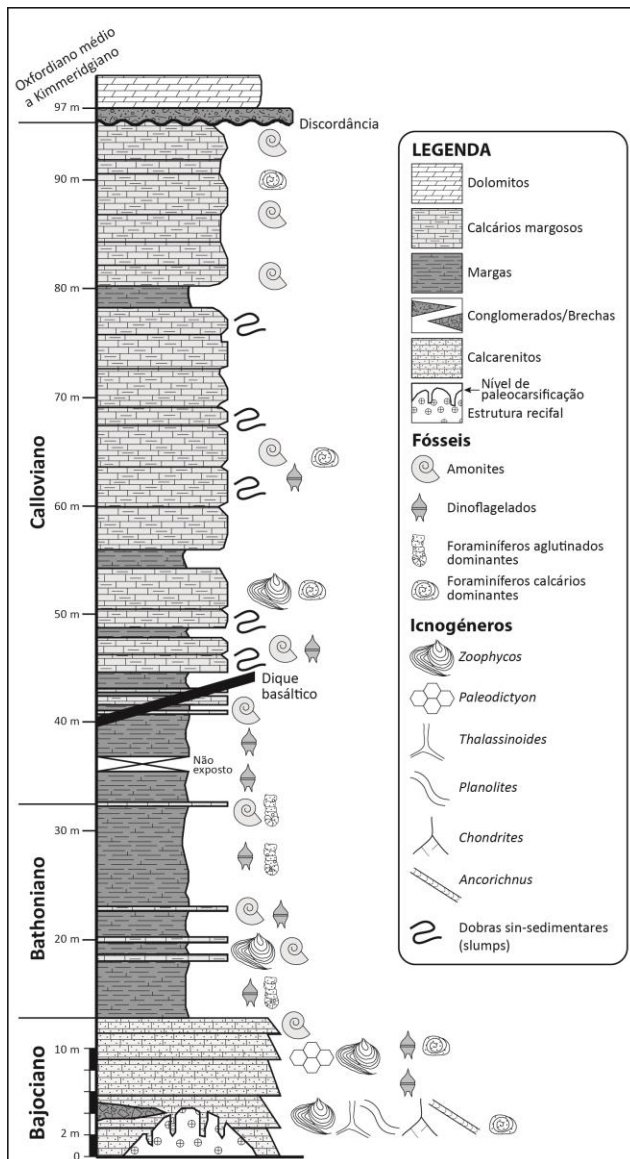 Oxfordiano médio
a Kimmeridgiano
97 m
Discordância
90 m
80 m
70 m
60 m
50 m
40 m
30 m
20 m
10 m
2 m
0
Calloviano
Bathoniano
Bajociano
Dique
basáltico
Não
exposto
LEGENDA
Dolomitos
Calcários margosos
Margas
Conglomerados/Brechas
Calcarenitos
Nível de
paleocarsificação
Estrutura recifal
Fósseis
Amonites
Dinoflagelados
Foraminíferos aglutinados
dominantes
Foraminíferos calcários
dominantes
Icnogéneros
Zoophycos
Paleodictyon
Thalassinoides
Planolites
Chondrites
Ancorichnus
Dobras sin-sedimentares
(slumps)